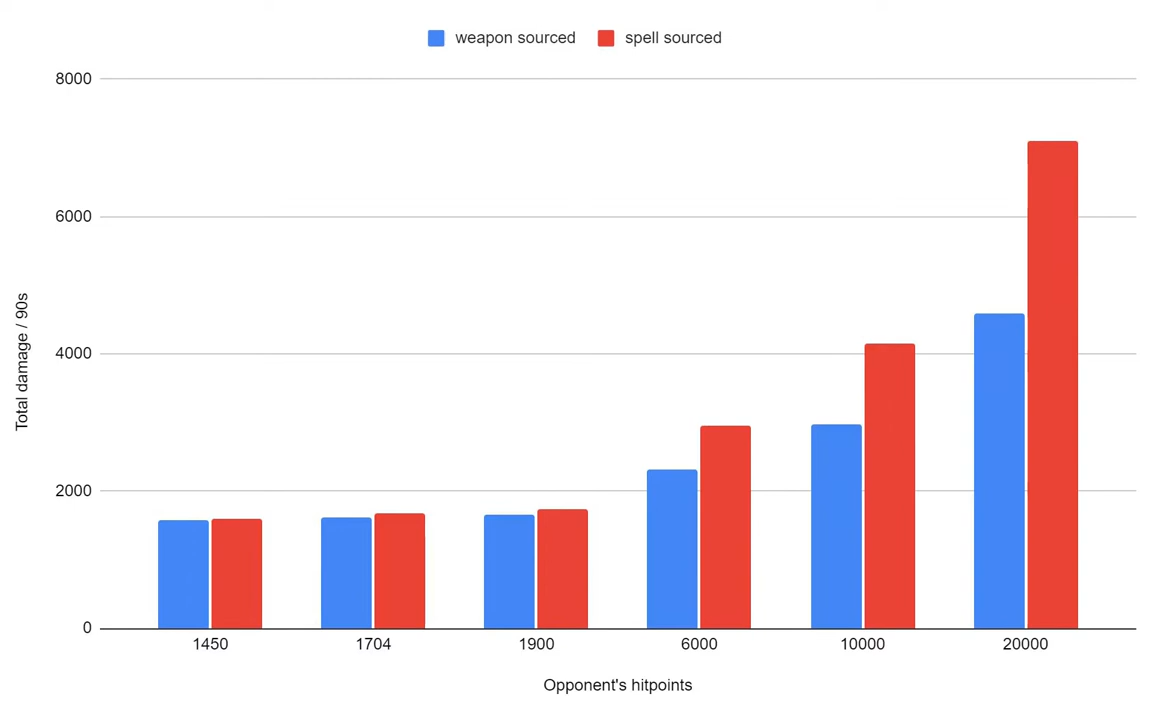 weapon sourced spell sourced
8000
6000
4000
2000
0
Total damage / 90s
1450 1704 1900 6000 10000 20000
Opponent's hitpoints